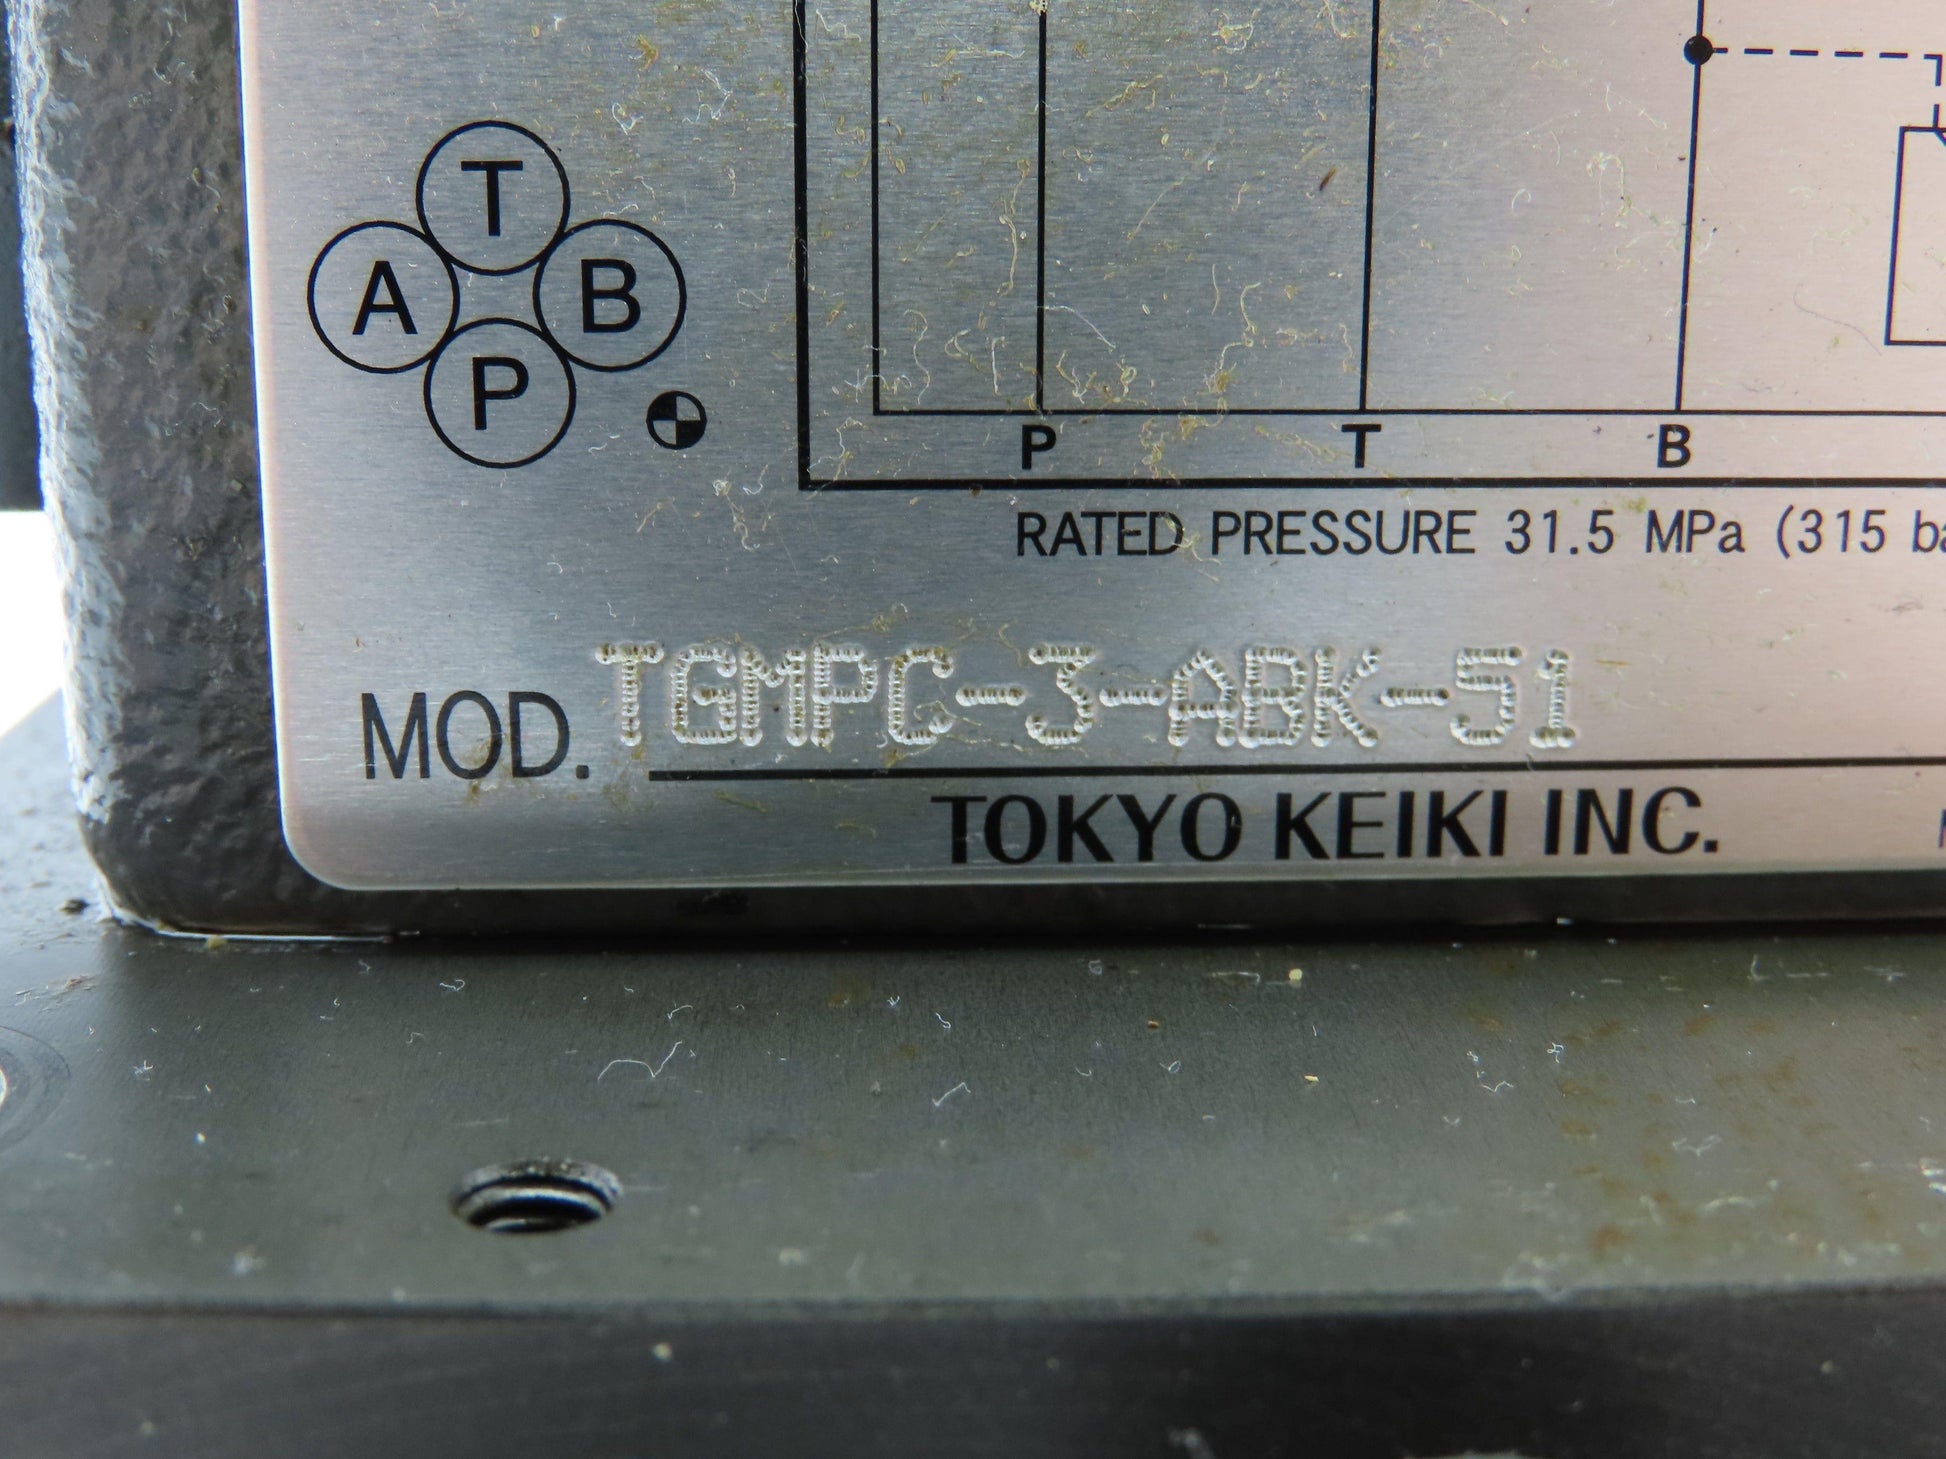 T
A B
P
P T B
RATED PRESSURE 31.5 MPa (315 ba
MOD. TGMPC-3-ABK-51
TOKYO KEIKI INC.